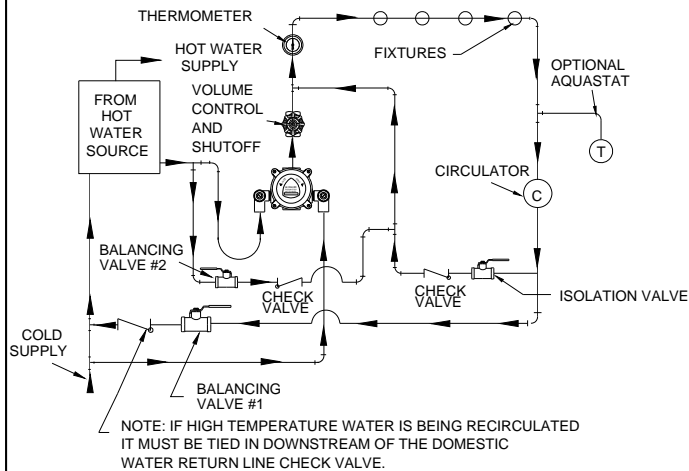 THERMOMETER
HOT WATER
SUPPLY
FIXTURES
OPTIONAL
AQUASTAT
VOLUME
CONTROL
AND
SHUTOFF
FROM
HOT
WATER
SOURCE
T
CIRCULATOR
C
BALANCING
VALVE #2
CHECK
VALVE
CHECK
VALVE
ISOLATION VALVE
COLD
SUPPLY
BALANCING
VALVE #1
NOTE: IF HIGH TEMPERATURE WATER IS BEING RECIRCULATED
IT MUST BE TIED IN DOWNSTREAM OF THE DOMESTIC
WATER RETURN LINE CHECK VALVE.